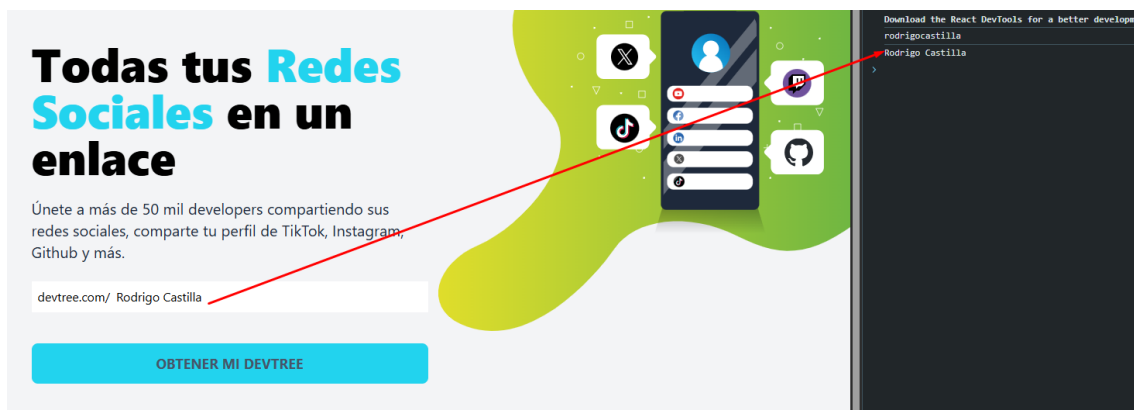 Todas tus Redes
Sociales en un
enlace
Únete a más de 50 mil developers compartiendo sus
redes sociales, comparte tu perfil de TikTok, Instagram,
Github y más.
devtree.com/ Rodrigo Castilla
OBTENER MI DEVTREE
Download the React DevTools for a better developm
rodrigocastilla
Rodrigo Castilla